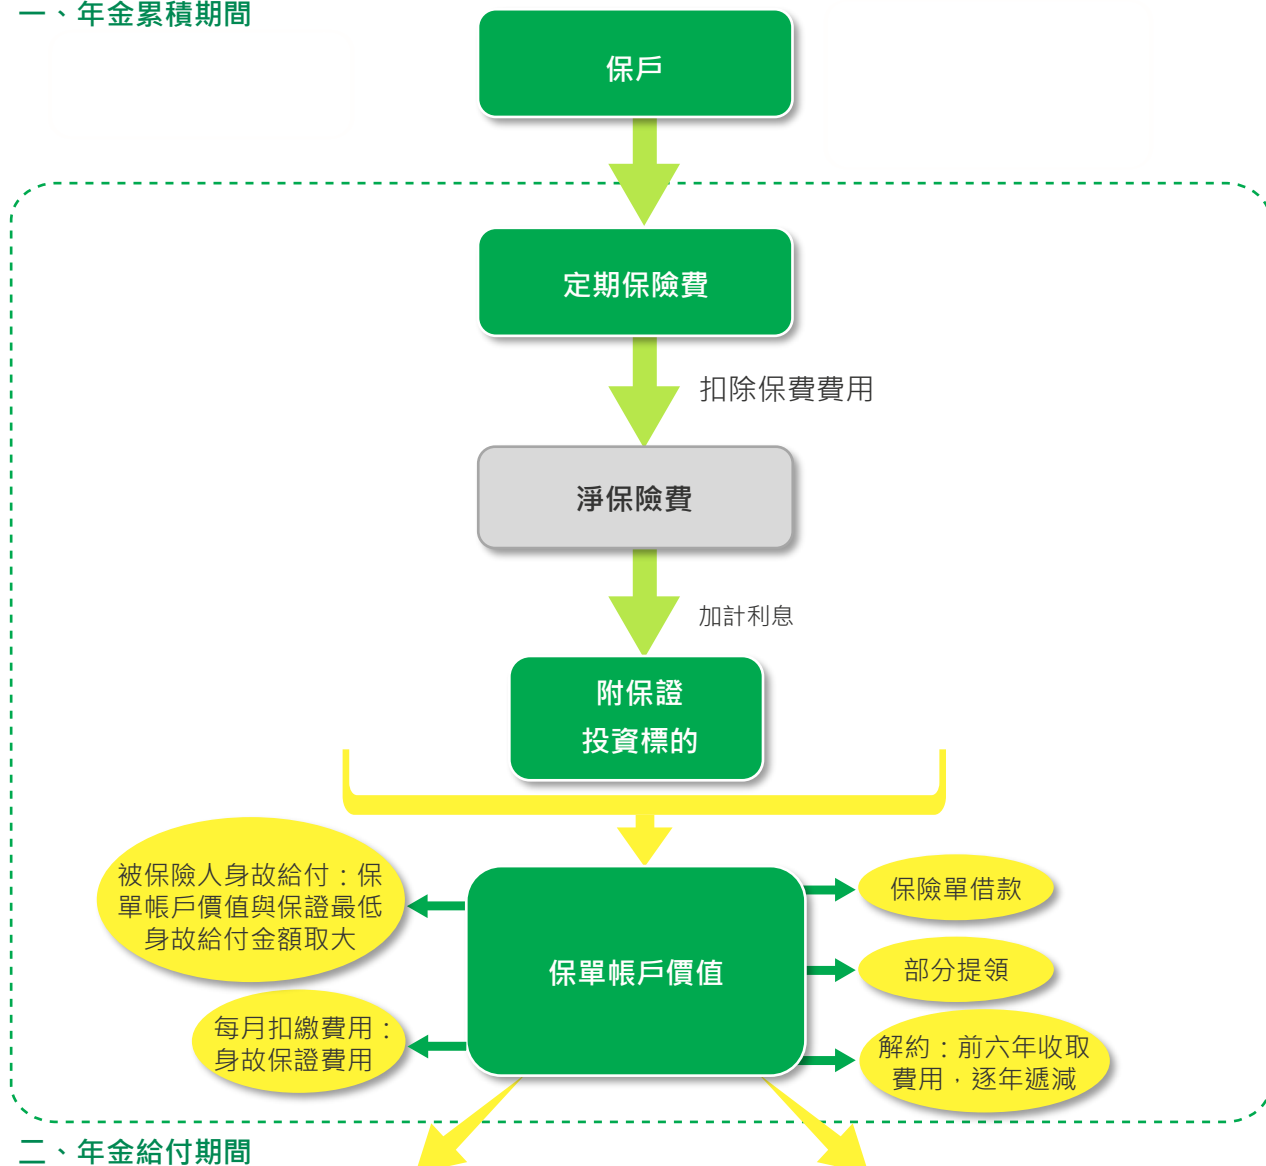 一、年金累積期間
保戶
定期保險費
扣除保費費用
淨保險費
加計利息
附保證
投資標的
被保險人身故給付：保
單帳戶價值與保證最低
身故給付金額取大
每月扣繳費用：
身故保證費用
保單帳戶價值
保險單借款
部分提領
解約：前六年收取
費用，逐年遞減
二、年金給付期間